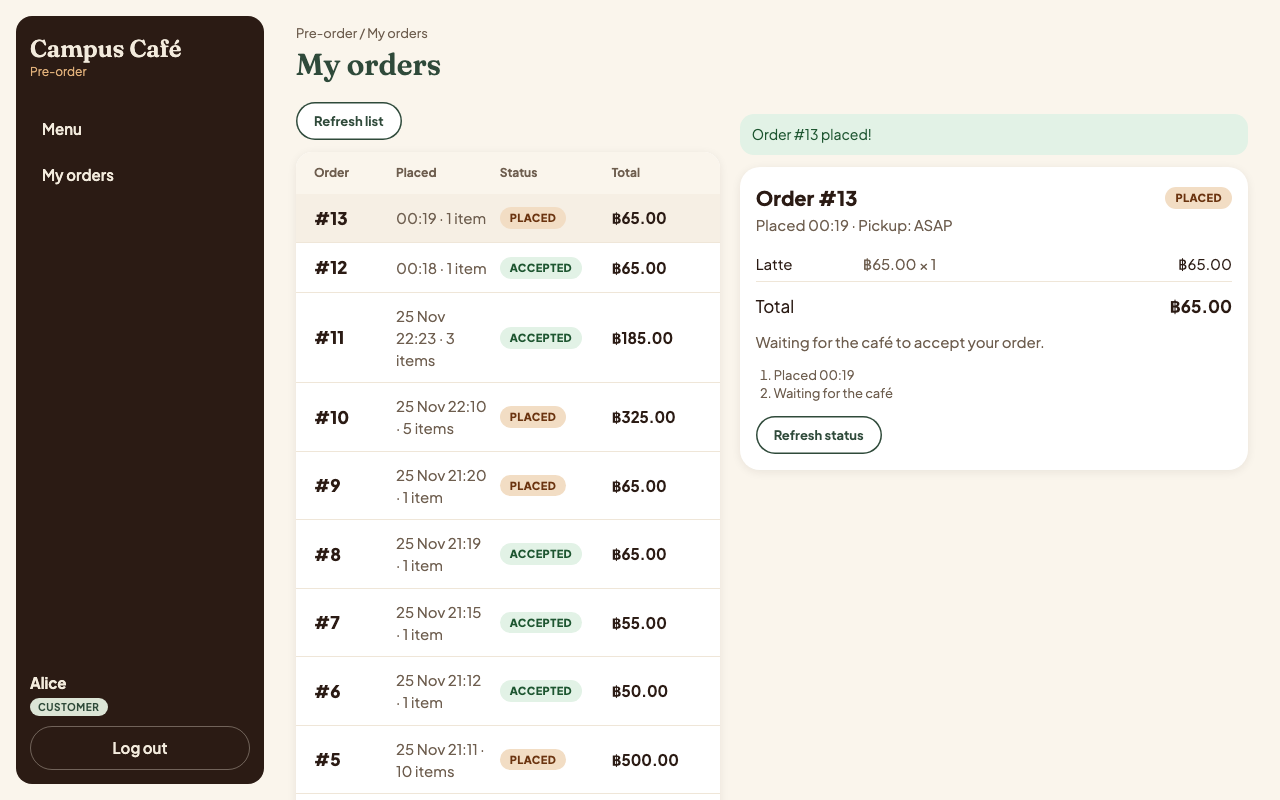 Campus Café
Pre-order
Menu
My orders
Alice
CUSTOMER
Log out
Pre-order / My orders
My orders
Refresh list
Order Placed Status Total
#13 00:19 · 1 item PLACED ฿65.00
#12 00:18 · 1 item ACCEPTED ฿65.00
#11 25 Nov 22:23 · 3 items ACCEPTED ฿185.00
#10 25 Nov 22:10 · 5 items PLACED ฿325.00
#9 25 Nov 21:20 · 1 item PLACED ฿65.00
#8 25 Nov 21:19 · 1 item ACCEPTED ฿65.00
#7 25 Nov 21:15 · 1 item ACCEPTED ฿55.00
#6 25 Nov 21:12 · 1 item ACCEPTED ฿50.00
#5 25 Nov 21:11 · 10 items PLACED ฿500.00
Order #13 placed!
Order #13 PLACED
Placed 00:19 · Pickup: ASAP
Latte ฿65.00 × 1 ฿65.00
Total ฿65.00
Waiting for the café to accept your order.
1. Placed 00:19
2. Waiting for the café
Refresh status